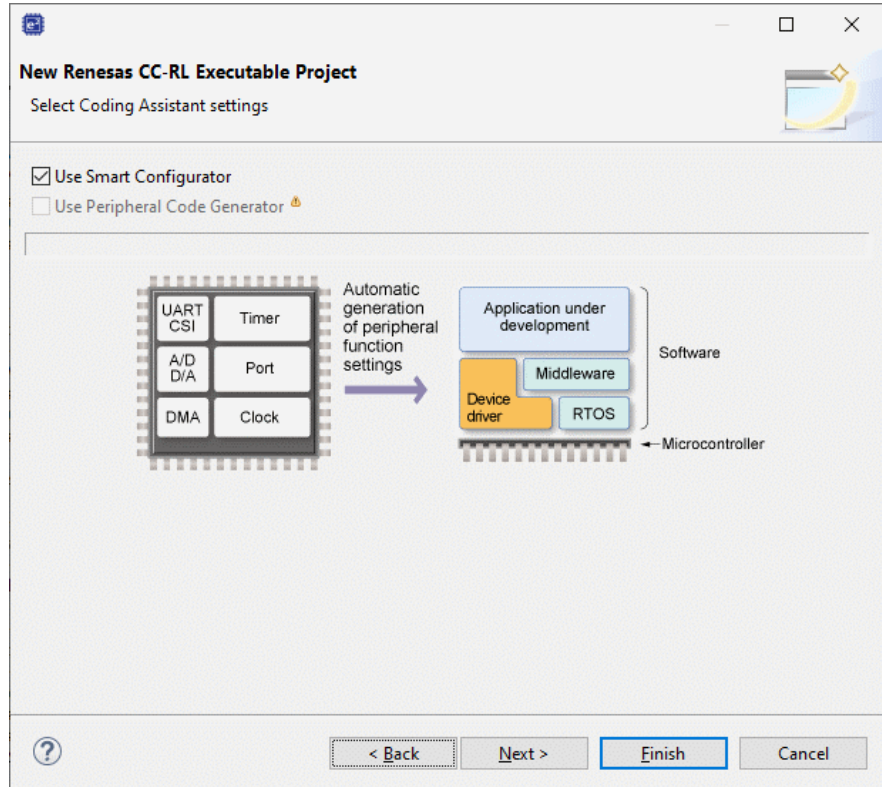 New Renesas CC-RL Executable Project
Select Coding Assistant settings
Use Smart Configurator
Use Peripheral Code Generator
UART
CSI
Timer
A/D
D/A
Port
DMA
Clock
Automatic
generation
of peripheral
function
settings
Application under
development
Middleware
Device
driver
RTOS
Software
Microcontroller
< Back
Next >
Finish
Cancel